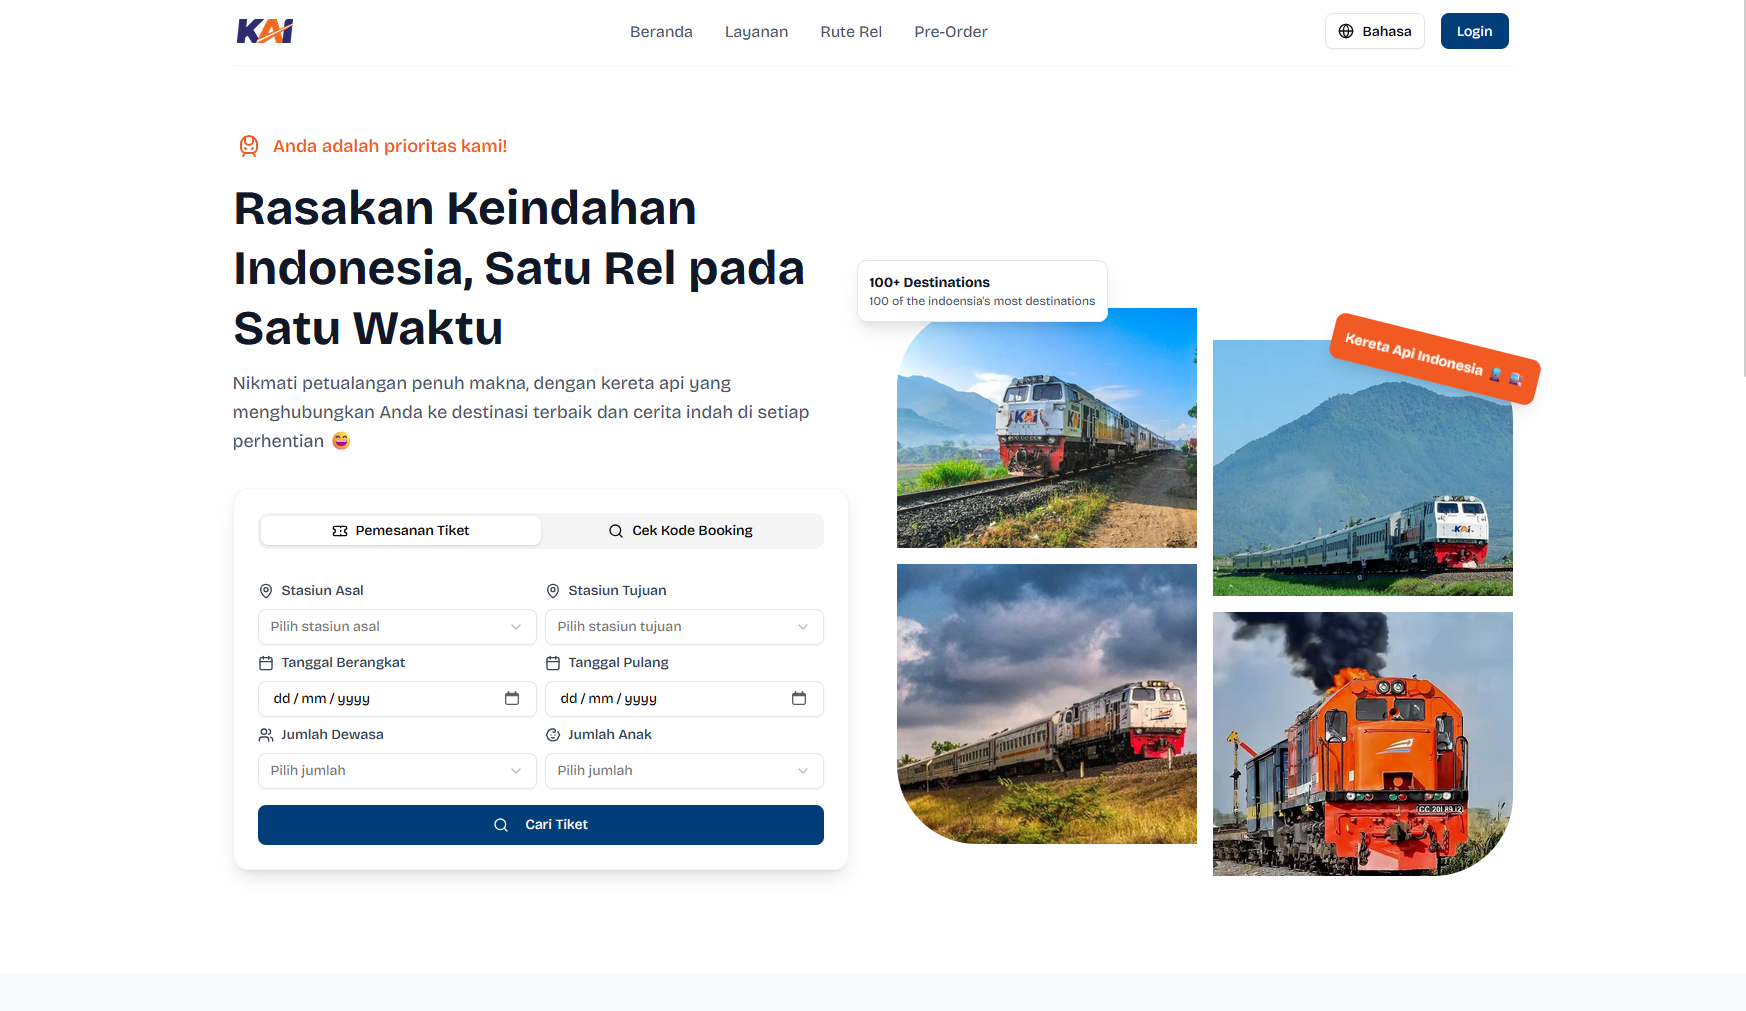 KAI
Beranda
Layanan
Rute Rel
Pre-Order
Bahasa
Login
Anda adalah prioritas kami!
Rasakan Keindahan
Indonesia, Satu Rel pada
Satu Waktu
Nikmati petualangan penuh makna, dengan kereta api yang
menghubungkan Anda ke destinasi terbaik dan cerita indah di setiap
perhentian 😄
Pemesanan Tiket
Cek Kode Booking
Stasiun Asal
Stasiun Tujuan
Pilih stasiun asal
Pilih stasiun tujuan
Tanggal Berangkat
Tanggal Pulang
dd / mm / yyyy
dd / mm / yyyy
Jumlah Dewasa
Jumlah Anak
Pilih jumlah
Pilih jumlah
Cari Tiket
100+ Destinations
100 of the indoensia's most destinations
Kereta Api Indonesia
KAI
KAI
CC 201 89 12